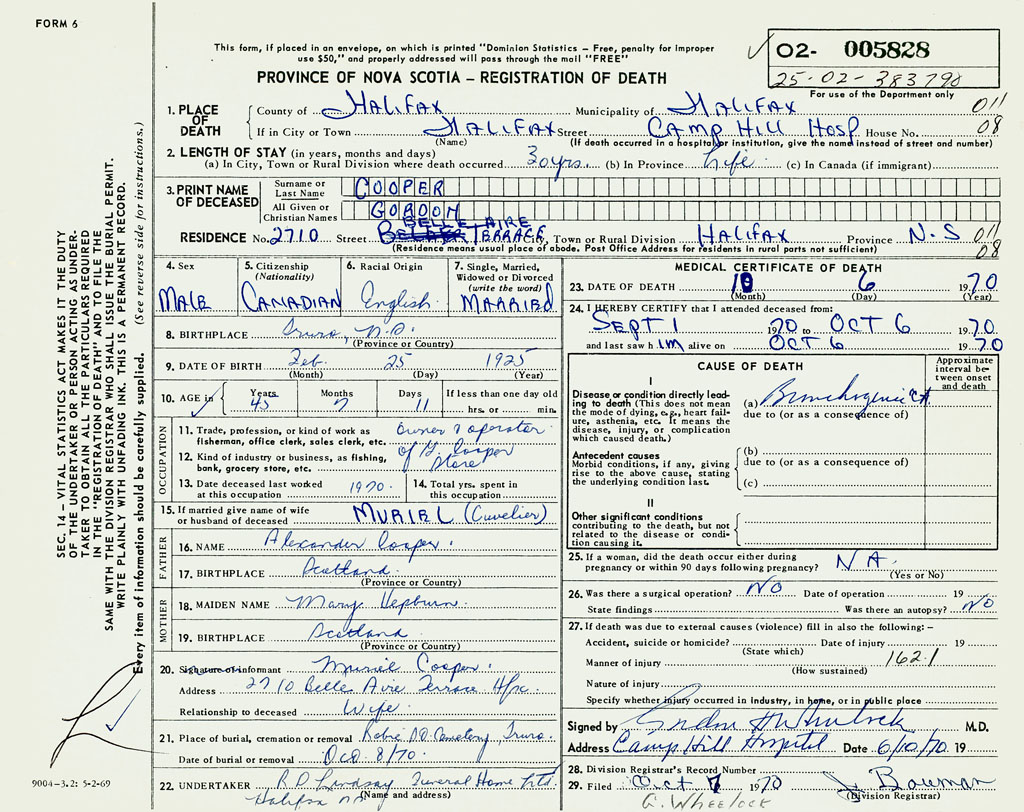 FORM 6
This form, if placed in an envelope, on which is printed "Dominion Statistics – Free, penalty for improper
use $50," and properly addressed will pass through the mail "FREE"
PROVINCE OF NOVA SCOTIA – REGISTRATION OF DEATH
02- 005828
25-02-383790
For use of the Department only
1. PLACE OF DEATH
County of HALIFAX Municipality of HALIFAX 011
If in City or Town HALIFAX Street CAMP HILL HOSP House No. 08
(Name) (If death occurred in a hospital or institution, give the name instead of street and number)
2. LENGTH OF STAY (in years, months and days)
(a) In City, Town or Rural Division where death occurred 30 yrs. (b) In Province Life (c) In Canada (if immigrant)
3. PRINT NAME OF DECEASED
Surname or Last Name COOPER
All Given or Christian Names GORDON
BELLE AIRE
RESIDENCE No. 2710 Street TERRACE City, Town or Rural Division HALIFAX Province N.S 011
(Residence means usual place of abode. Post Office Address for residents in rural parts not sufficient) 08
4. Sex MALE
5. Citizenship (Nationality) CANADIAN
6. Racial Origin English
7. Single, Married, Widowed or Divorced (write the word) MARRIED
8. BIRTHPLACE Truro, N.S.
(Province or Country)
9. DATE OF BIRTH Feb. 25 1925
(Month) (Day) (Year)
10. AGE in Years 45 Months 7 Days 11 If less than one day old hrs. or min.
OCCUPATION
11. Trade, profession, or kind of work as fisherman, office clerk, sales clerk, etc. owner & operator
12. Kind of industry or business, as fishing, bank, grocery store, etc. of G. Cooper Store
13. Date deceased last worked at this occupation 1970
14. Total yrs. spent in this occupation
15. If married give name of wife or husband of deceased MURIEL (Cuvelier)
FATHER
16. NAME Alexander Cooper
17. BIRTHPLACE Scotland
(Province or Country)
MOTHER
18. MAIDEN NAME Mary Hepburn
19. BIRTHPLACE Scotland
(Province or Country)
20. Signature of informant Muriel Cooper
Address 2710 Belle Aire Terrace Hfx.
Relationship to deceased Wife
21. Place of burial, cremation or removal Cemetery, Truro
Date of burial or removal Oct 8/70
22. UNDERTAKER R.D. Lindsay Funeral Home Ltd.
Halifax NS (Name and address)
MEDICAL CERTIFICATE OF DEATH
23. DATE OF DEATH 10 6 1970
(Month) (Day) (Year)
24. I HEREBY CERTIFY that I attended deceased from:
SEPT 1 1970 to OCT 6 1970
and last saw h im alive on OCT 6 1970
CAUSE OF DEATH
Approximate interval between onset and death
I
Disease or condition directly leading to death (This does not mean the mode of dying, e.g., heart failure, asthenia, etc. It means the disease, injury, or complication which caused death.)
(a) Bronchogenic CA
due to (or as a consequence of)
Antecedent causes
Morbid conditions, if any, giving rise to the above cause, stating the underlying condition last.
(b)
due to (or as a consequence of)
(c)
II
Other significant conditions
contributing to the death, but not related to the disease or condition causing it.
25. If a woman, did the death occur either during pregnancy or within 90 days following pregnancy? N A
(Yes or No)
26. Was there a surgical operation? NO Date of operation 19
State findings Was there an autopsy? NO
27. If death was due to external causes (violence) fill in also the following: –
Accident, suicide or homicide? Date of injury 19
(State which)
Manner of injury 162.1
(How sustained)
Nature of injury
Specify whether injury occurred in Industry, in home, or in public place
Signed by M.D.
Address Camp Hill Hospital Date 6/10/70 19
28. Division Registrar's Record Number
29. Filed Oct 7 1970 J Bowman
(Division Registrar)
G. Wheelock
SEC. 14 – VITAL STATISTICS ACT MAKES IT THE DUTY
OF THE UNDERTAKER OR PERSON ACTING AS UNDER-
TAKER TO OBTAIN ALL THE PARTICULARS REQUIRED
IN THE "REGISTRATION OF DEATH" AND TO FILE THE
SAME WITH THE DIVISION REGISTRAR WHO SHALL ISSUE THE BURIAL PERMIT.
WRITE PLAINLY WITH UNFADING INK. THIS IS A PERMANENT RECORD.
Every item of information should be carefully supplied. (See reverse side for instructions.)
9004-3.2: 5-2-69